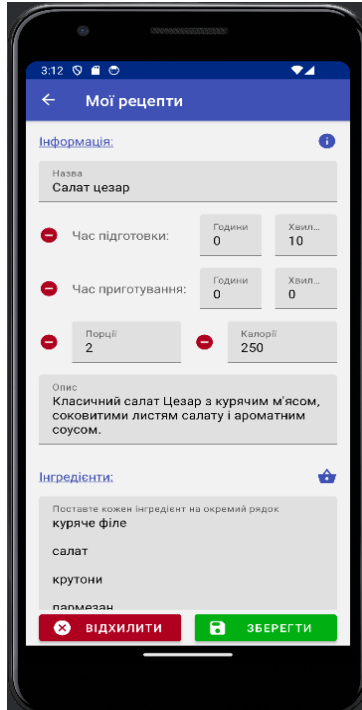 3:12
Мої рецепти
Інформація:
Назва
Салат цезар
Час підготовки:
Години
0
Хвил...
10
Час приготування:
Години
0
Хвил...
0
Порції
2
Калорії
250
Опис
Класичний салат Цезар з курячим м'ясом,
соковитими листям салату і ароматним
соусом.
Інгредієнти:
Поставте кожен інгредієнт на окремий рядок
куряче філе
салат
крутони
пармезан
ВІДХИЛИТИ
ЗБЕРЕГТИ